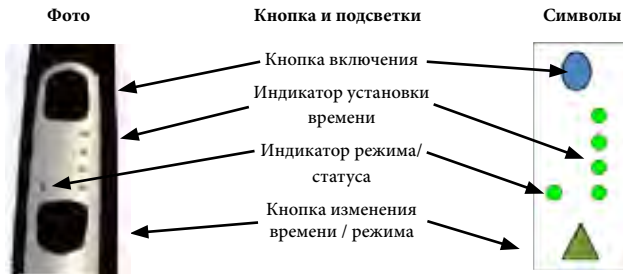 Фото Кнопка и подсветки Символы
Кнопка включения
Индикатор установки
времени
Индикатор режима/
статуса
Кнопка изменения
времени / режима